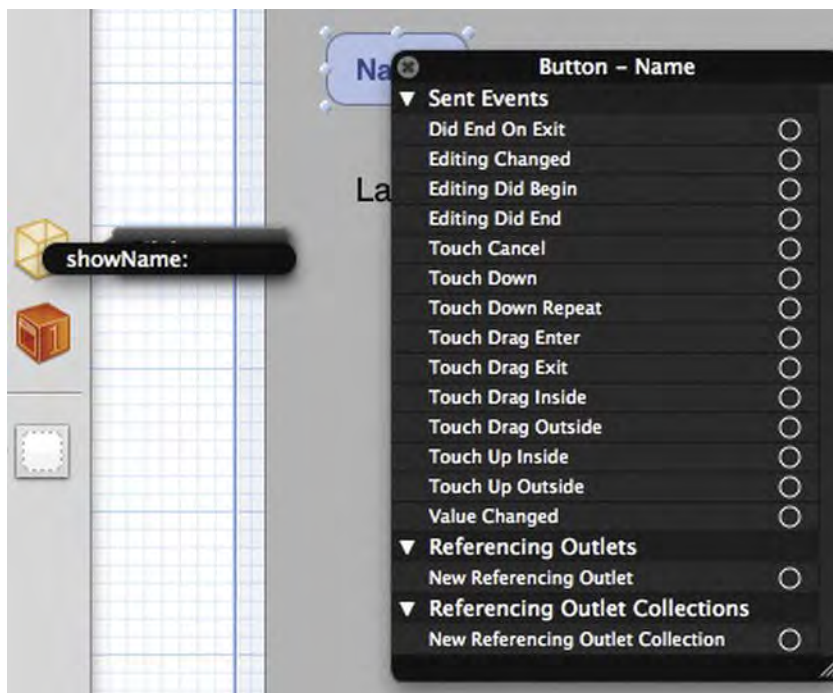 Na
Button – Name
Sent Events
Did End On Exit
Editing Changed
Editing Did Begin
La
Editing Did End
Touch Cancel
showName:
Touch Down
Touch Down Repeat
Touch Drag Enter
Touch Drag Exit
Touch Drag Inside
Touch Drag Outside
Touch Up Inside
Touch Up Outside
Value Changed
Referencing Outlets
New Referencing Outlet
Referencing Outlet Collections
New Referencing Outlet Collection